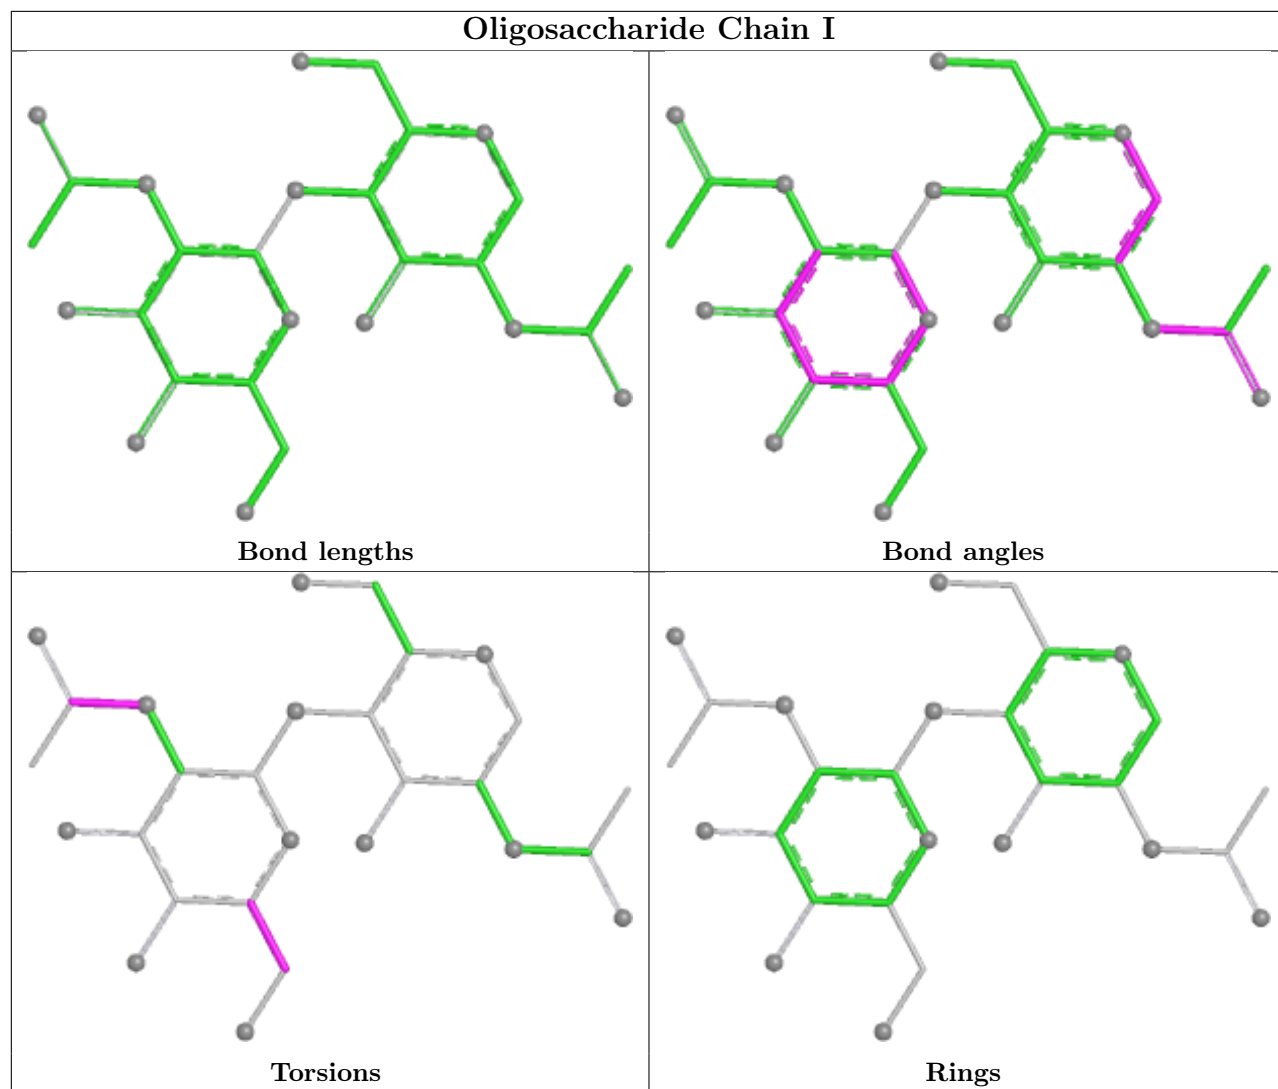 Oligosaccharide Chain I
Bond lengths
Bond angles
Torsions
Rings